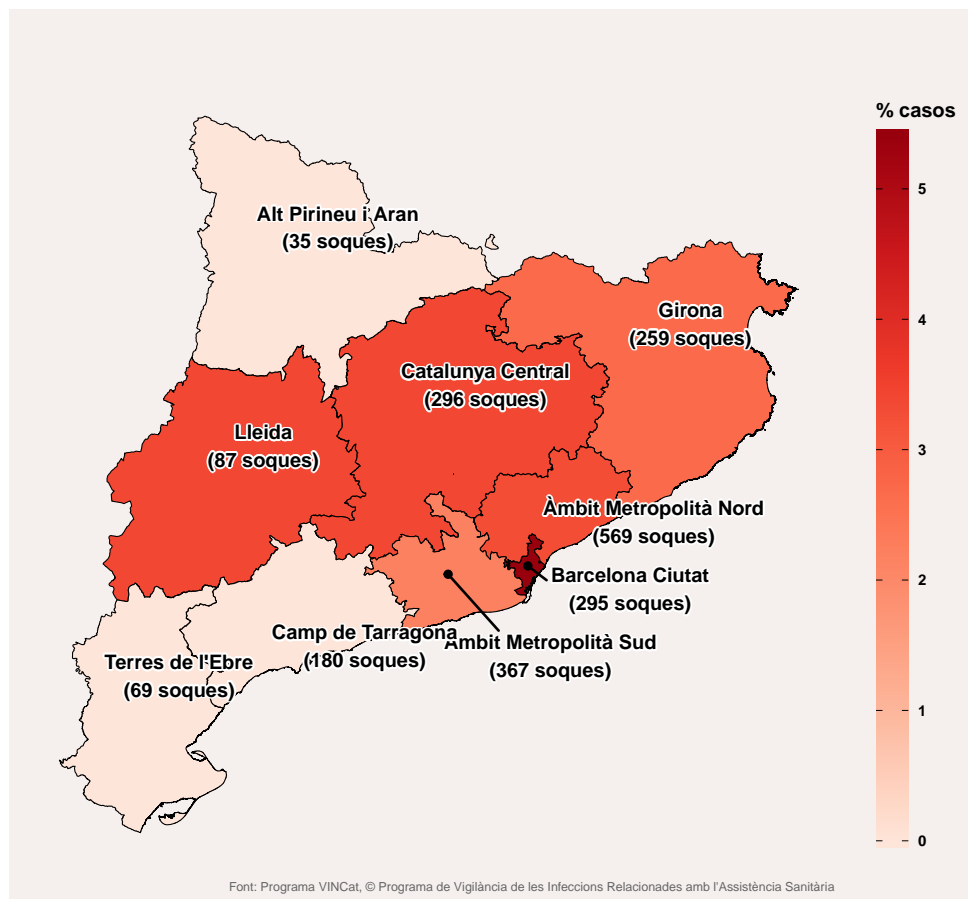 % casos
5
4
3
2
1
0
Alt Pirineu i Aran
(35 soques)
Girona
(259 soques)
Catalunya Central
(296 soques)
Lleida
(87 soques)
Àmbit Metropolità Nord
(569 soques)
Barcelona Ciutat
(295 soques)
Camp de Tarragona
(180 soques)
Àmbit Metropolità Sud
(367 soques)
Terres de l'Ebre
(69 soques)
Font: Programa VINCat, © Programa de Vigilància de les Infeccions Relacionades amb l'Assistència Sanitària